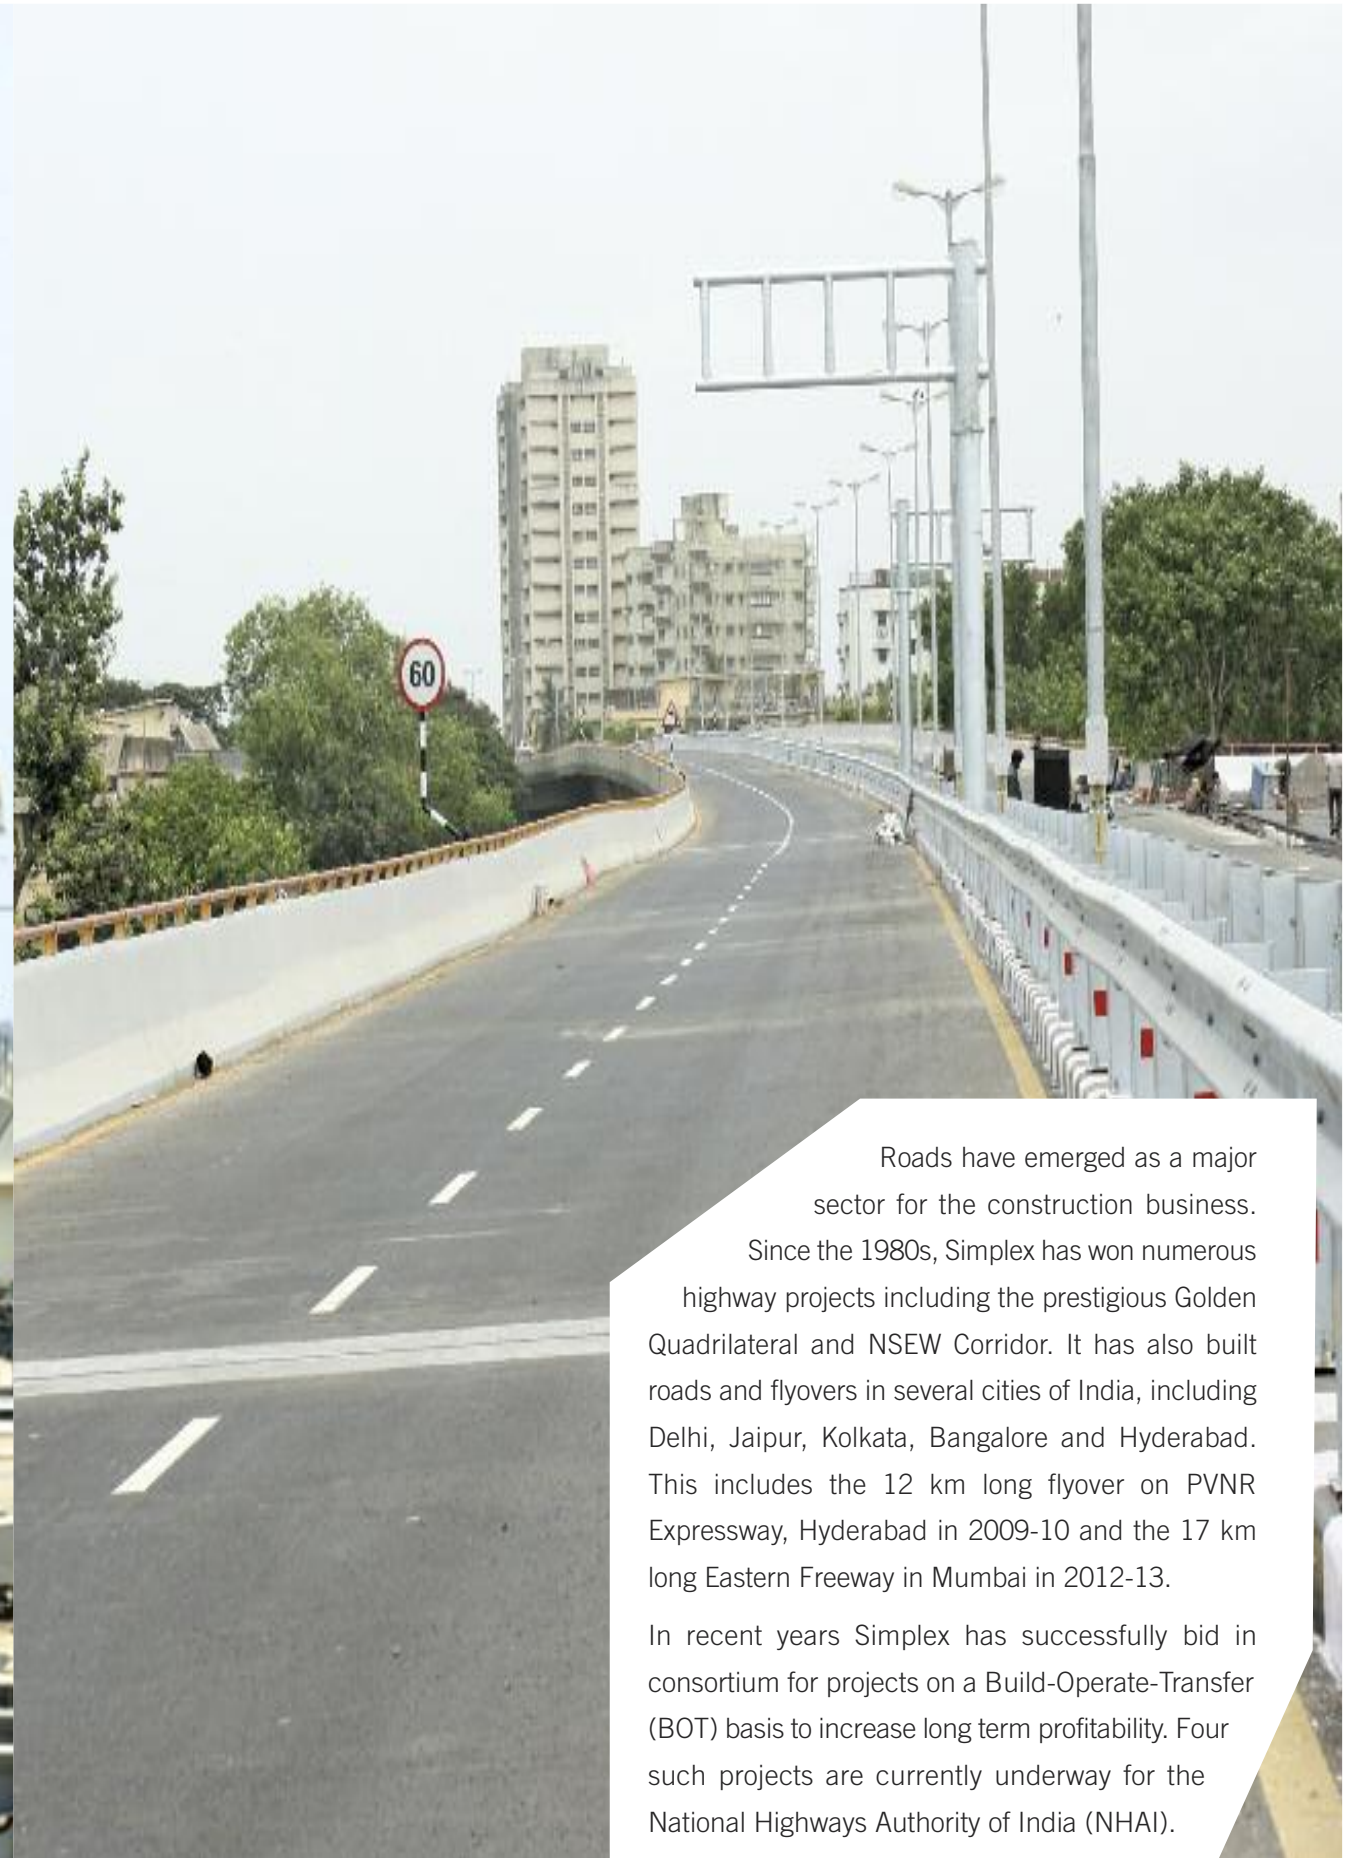 60
Roads have emerged as a major
sector for the construction business.
Since the 1980s, Simplex has won numerous
highway projects including the prestigious Golden
Quadrilateral and NSEW Corridor. It has also built
roads and flyovers in several cities of India, including
Delhi, Jaipur, Kolkata, Bangalore and Hyderabad.
This includes the 12 km long flyover on PVNR
Expressway, Hyderabad in 2009-10 and the 17 km
long Eastern Freeway in Mumbai in 2012-13.
In recent years Simplex has successfully bid in
consortium for projects on a Build-Operate-Transfer
(BOT) basis to increase long term profitability. Four
such projects are currently underway for the
National Highways Authority of India (NHAI).